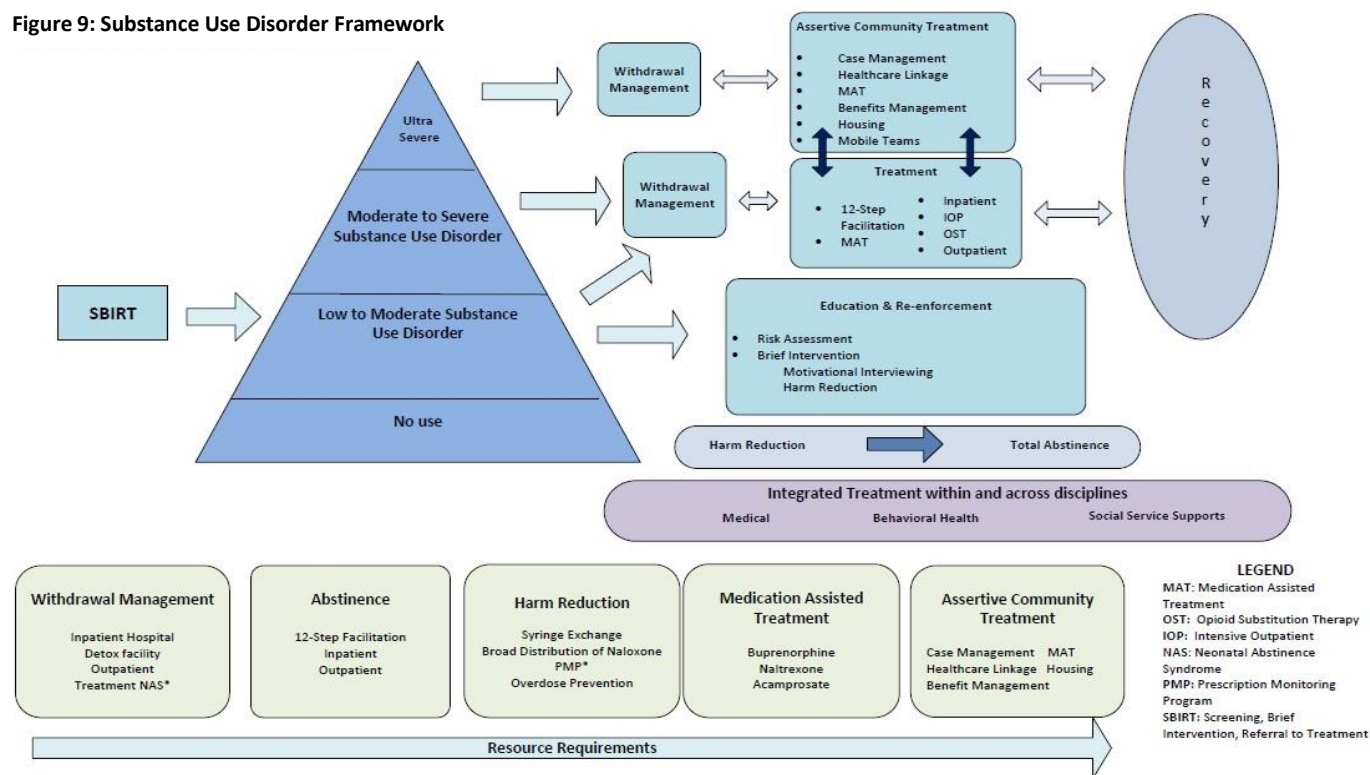 Figure 9: Substance Use Disorder Framework
SBIRT
Ultra
Severe
Moderate to Severe
Substance Use Disorder
Low to Moderate Substance
Use Disorder
No use
Withdrawal
Management
Withdrawal
Management
Assertive Community Treatment
• Case Management
• Healthcare Linkage
• MAT
• Benefits Management
• Housing
• Mobile Teams
Treatment
• 12-Step
Facilitation
• MAT
• Inpatient
• IOP
• OST
• Outpatient
Recovery
Education & Re-enforcement
• Risk Assessment
• Brief Intervention
Motivational Interviewing
Harm Reduction
Harm Reduction Total Abstinence
Integrated Treatment within and across disciplines
Medical Behavioral Health Social Service Supports
Withdrawal Management
Inpatient Hospital
Detox facility
Outpatient
Treatment NAS*
Abstinence
12-Step Facilitation
Inpatient
Outpatient
Harm Reduction
Syringe Exchange
Broad Distribution of Naloxone
PMP*
Overdose Prevention
Medication Assisted
Treatment
Buprenorphine
Naltrexone
Acamprosate
Assertive Community
Treatment
Case Management MAT
Healthcare Linkage Housing
Benefit Management
LEGEND
MAT: Medication Assisted
Treatment
OST: Opioid Substitution Therapy
IOP: Intensive Outpatient
NAS: Neonatal Abstinence
Syndrome
PMP: Prescription Monitoring
Program
SBIRT: Screening, Brief
Intervention, Referral to Treatment
Resource Requirements